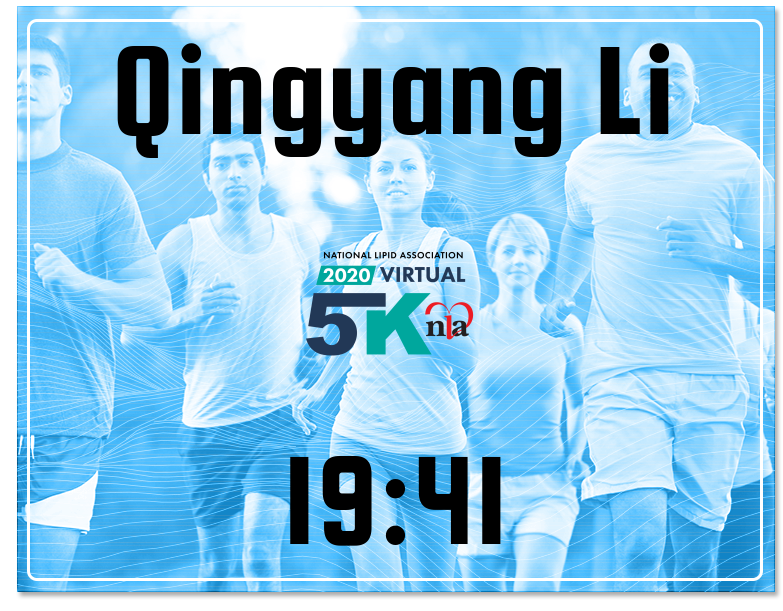 Qingyang Li
NATIONAL LIPID ASSOCIATION
2020 VIRTUAL
5K nla
19:41